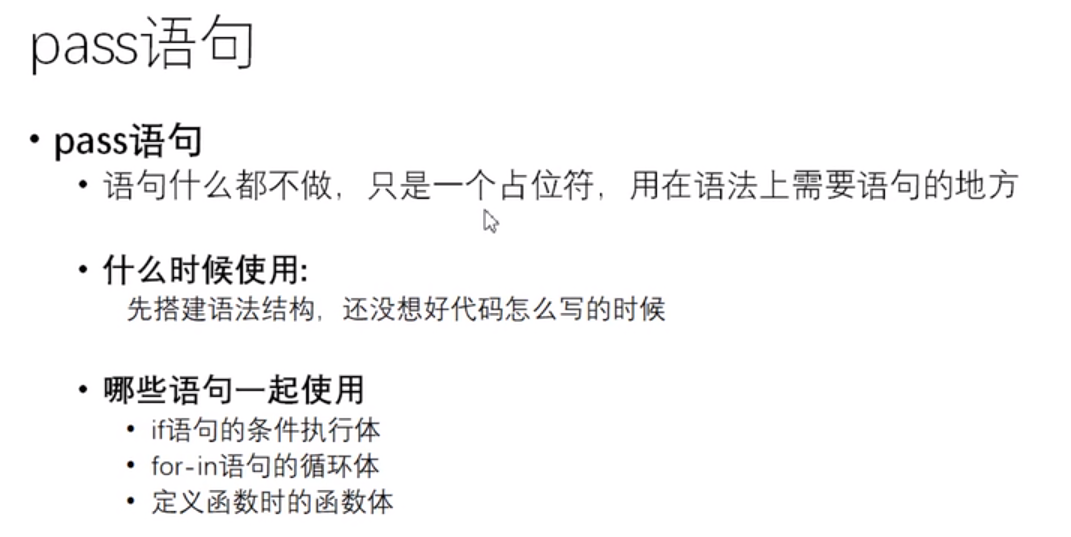 pass语句
• pass语句
• 语句什么都不做，只是一个占位符，用在语法上需要语句的地方
• 什么时候使用:
先搭建语法结构，还没想好代码怎么写的时候
• 哪些语句一起使用
• if语句的条件执行体
• for-in语句的循环体
• 定义函数时的函数体